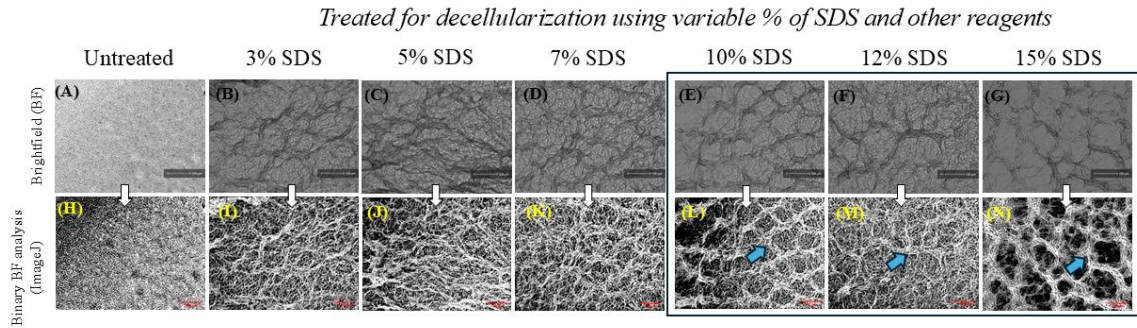 Treated for decellularization using variable % of SDS and other reagents
Untreated 3% SDS 5% SDS 7% SDS 10% SDS 12% SDS 15% SDS
Brightfield (BF)
(A) (B) (C) (D) (E) (F) (G)
Binary BF analysis
(ImageJ)
(H) (I) (J) (K) (L) (M) (N)